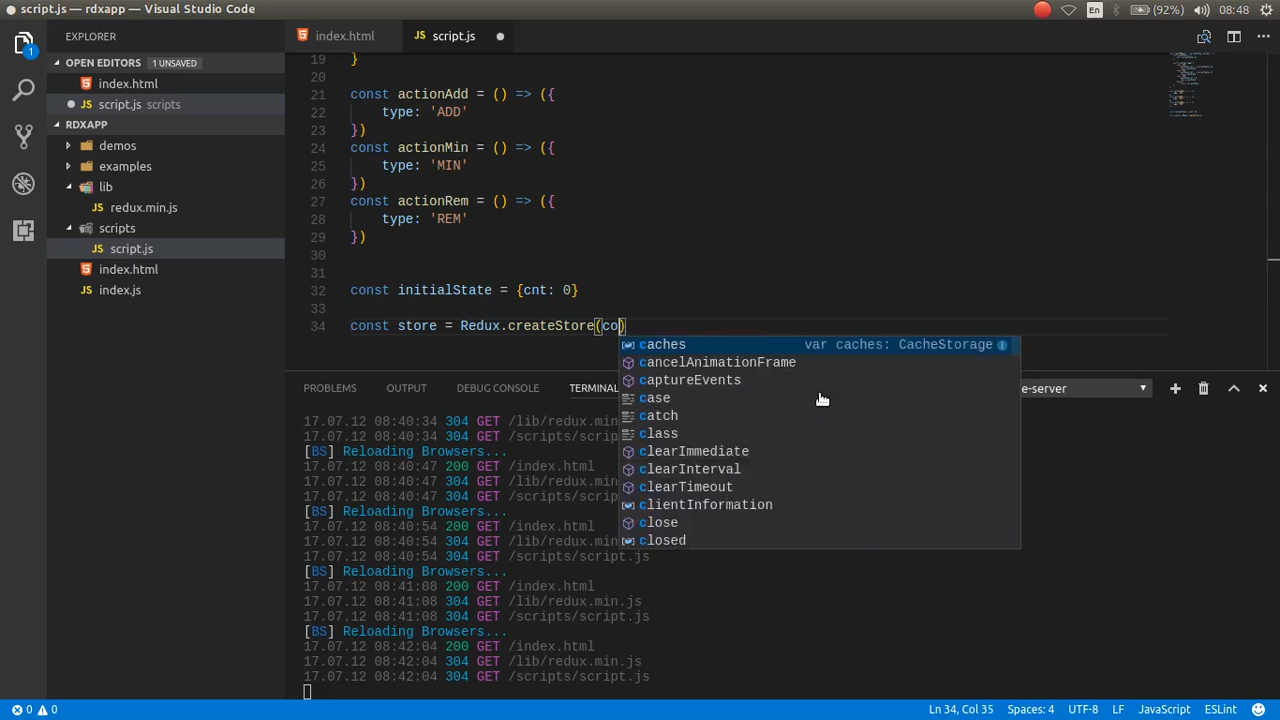 script.js — rdxapp — Visual Studio Code
En
(92%)
08:48
EXPLORER
index.html
script.js
OPEN EDITORS 1 UNSAVED
index.html
script.js scripts
RDXAPP
demos
examples
lib
redux.min.js
scripts
script.js
index.html
index.js
1
19 }
20
21 const actionAdd = () => ({
22 type: 'ADD'
23 })
24 const actionMin = () => ({
25 type: 'MIN'
26 })
27 const actionRem = () => ({
28 type: 'REM'
29 })
30
31
32 const initialState = {cnt: 0}
33
34 const store = Redux.createStore(co)
caches var caches: CacheStorage
cancelAnimationFrame
captureEvents
case
catch
class
clearImmediate
clearInterval
clearTimeout
clientInformation
close
closed
PROBLEMS OUTPUT DEBUG CONSOLE TERMINAL e-server
17.07.12 08:40:34 304 GET /lib/redux.min
17.07.12 08:40:34 304 GET /scripts/scrip
[BS] Reloading Browsers...
17.07.12 08:40:47 200 GET /index.html
17.07.12 08:40:47 304 GET /lib/redux.min
17.07.12 08:40:47 304 GET /scripts/scrip
[BS] Reloading Browsers...
17.07.12 08:40:54 200 GET /index.html
17.07.12 08:40:54 304 GET /lib/redux.min.js
17.07.12 08:40:54 304 GET /scripts/script.js
[BS] Reloading Browsers...
17.07.12 08:41:08 200 GET /index.html
17.07.12 08:41:08 304 GET /lib/redux.min.js
17.07.12 08:41:08 304 GET /scripts/script.js
[BS] Reloading Browsers...
17.07.12 08:42:04 200 GET /index.html
17.07.12 08:42:04 304 GET /lib/redux.min.js
17.07.12 08:42:04 304 GET /scripts/script.js
0 0 Ln 34, Col 35 Spaces: 4 UTF-8 LF JavaScript ESLint